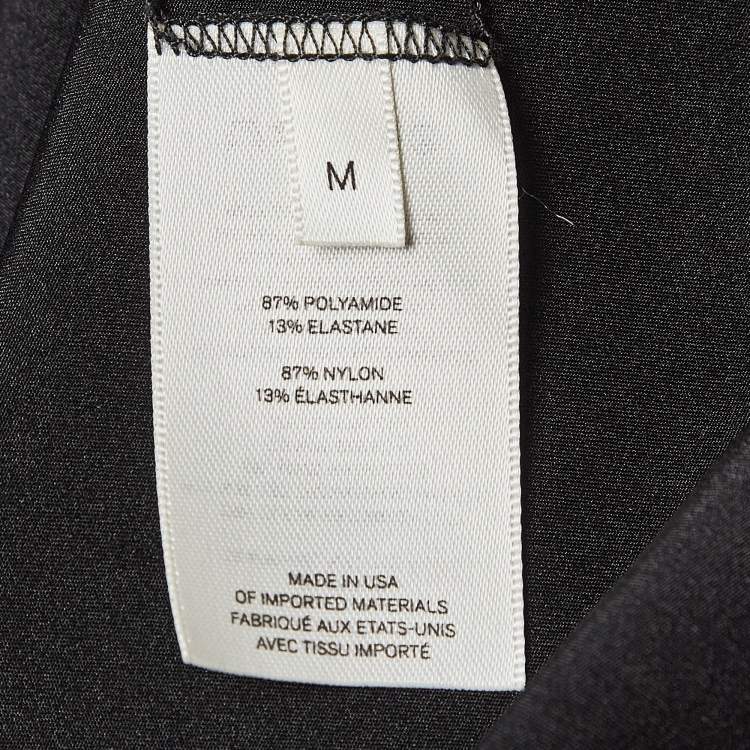 M
87% POLYAMIDE
13% ELASTANE
87% NYLON
13% ÉLASTHANNE
MADE IN USA
OF IMPORTED MATERIALS
FABRIQUÉ AUX ETATS-UNIS
AVEC TISSU IMPORTÉ